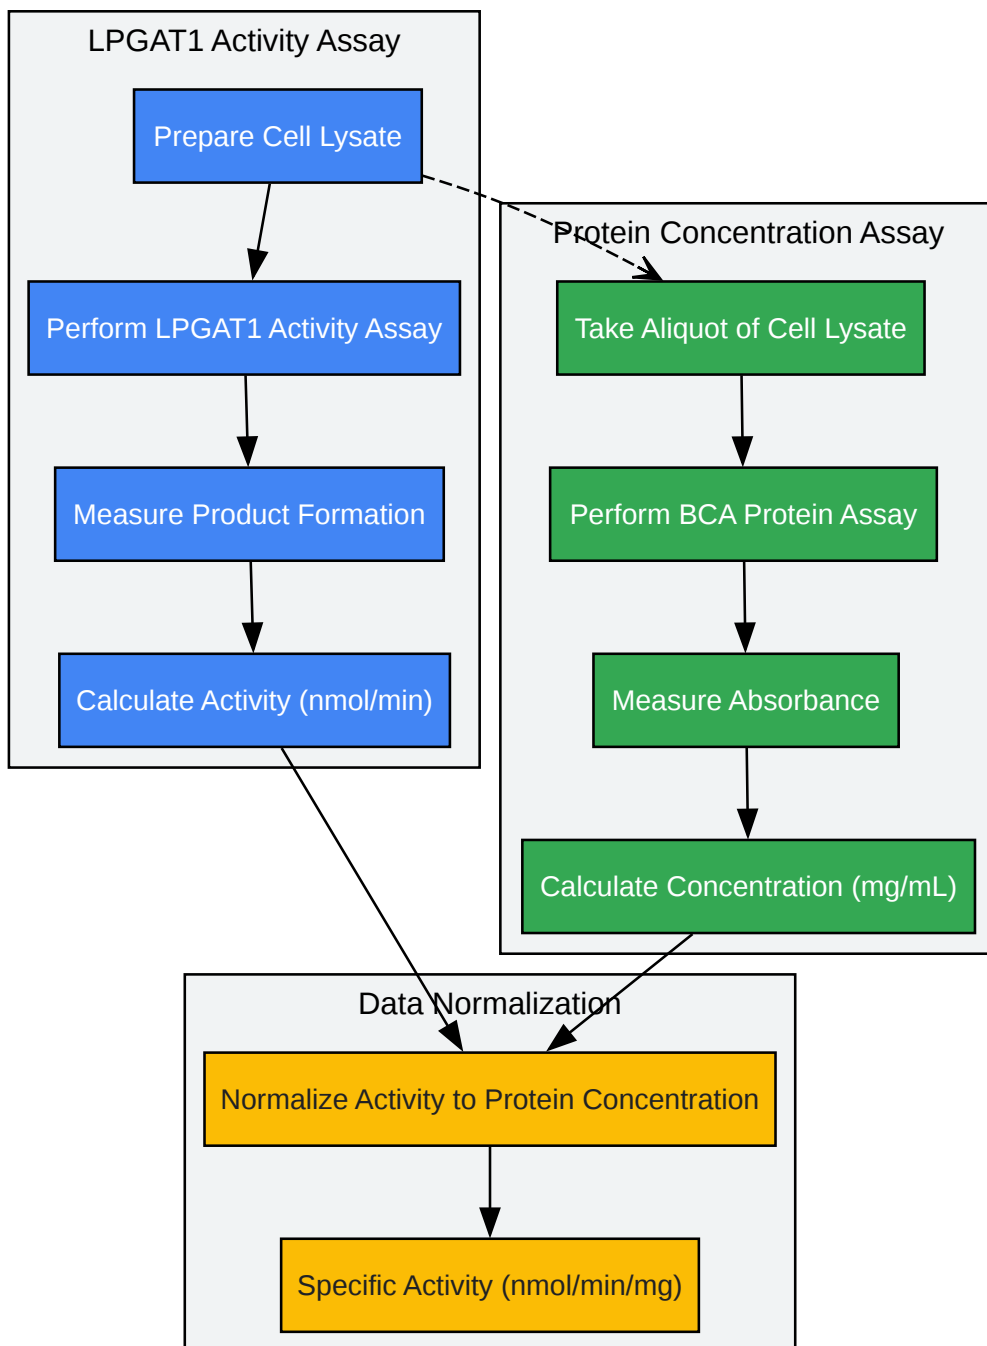 LPGAT1 Activity Assay
Prepare Cell Lysate
Perform LPGAT1 Activity Assay
Measure Product Formation
Calculate Activity (nmol/min)
Protein Concentration Assay
Take Aliquot of Cell Lysate
Perform BCA Protein Assay
Measure Absorbance
Calculate Concentration (mg/mL)
Data Normalization
Normalize Activity to Protein Concentration
Specific Activity (nmol/min/mg)